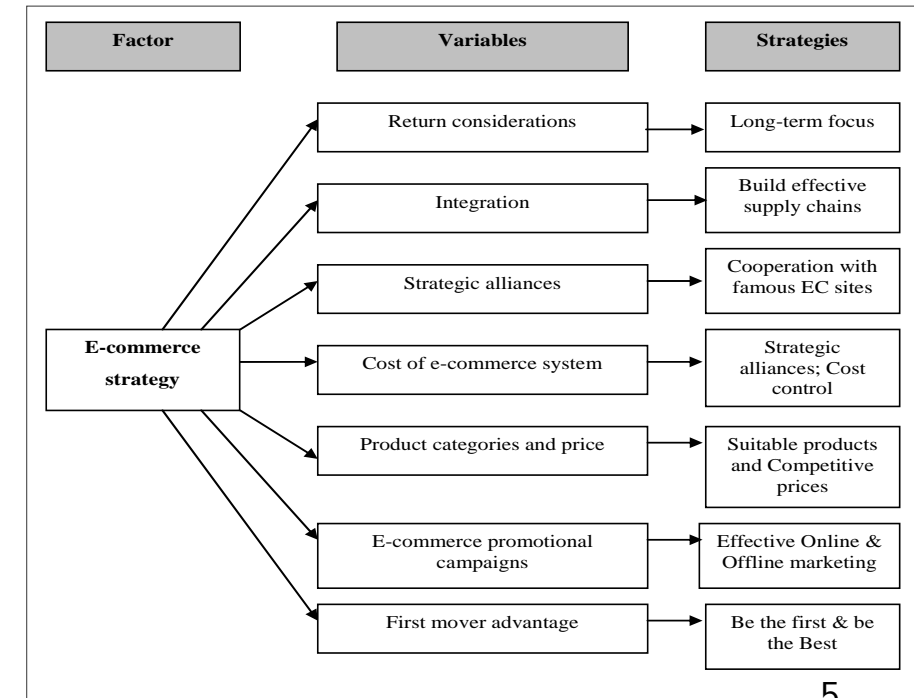 Factor
Variables
Strategies
Return considerations
Long-term focus
Integration
Build effective
supply chains
Strategic alliances
Cooperation with
famous EC sites
E-commerce
strategy
Cost of e-commerce system
Strategic
alliances; Cost
control
Product categories and price
Suitable products
and Competitive
prices
E-commerce promotional
campaigns
Effective Online &
Offline marketing
First mover advantage
Be the first & be
the Best
5